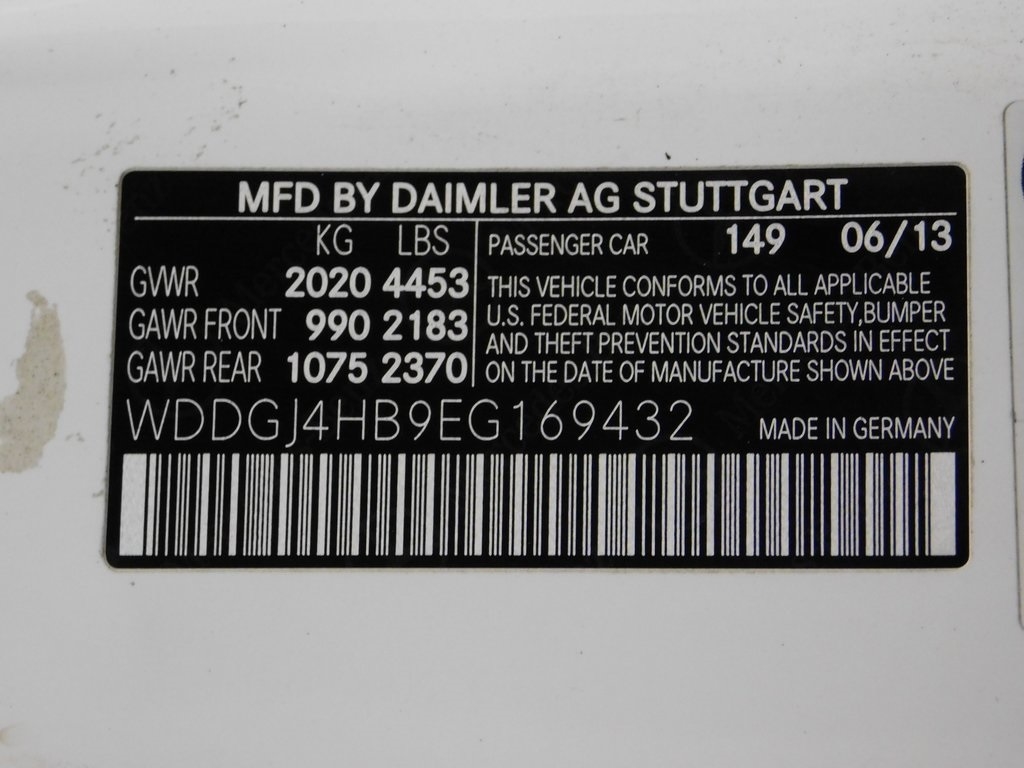 MFD BY DAIMLER AG STUTTGART
KG LBS
GVWR 2020 4453
GAWR FRONT 990 2183
GAWR REAR 1075 2370
PASSENGER CAR 149 06/13
THIS VEHICLE CONFORMS TO ALL APPLICABLE
U.S. FEDERAL MOTOR VEHICLE SAFETY,BUMPER
AND THEFT PREVENTION STANDARDS IN EFFECT
ON THE DATE OF MANUFACTURE SHOWN ABOVE
WDDGJ4HB9EG169432 MADE IN GERMANY